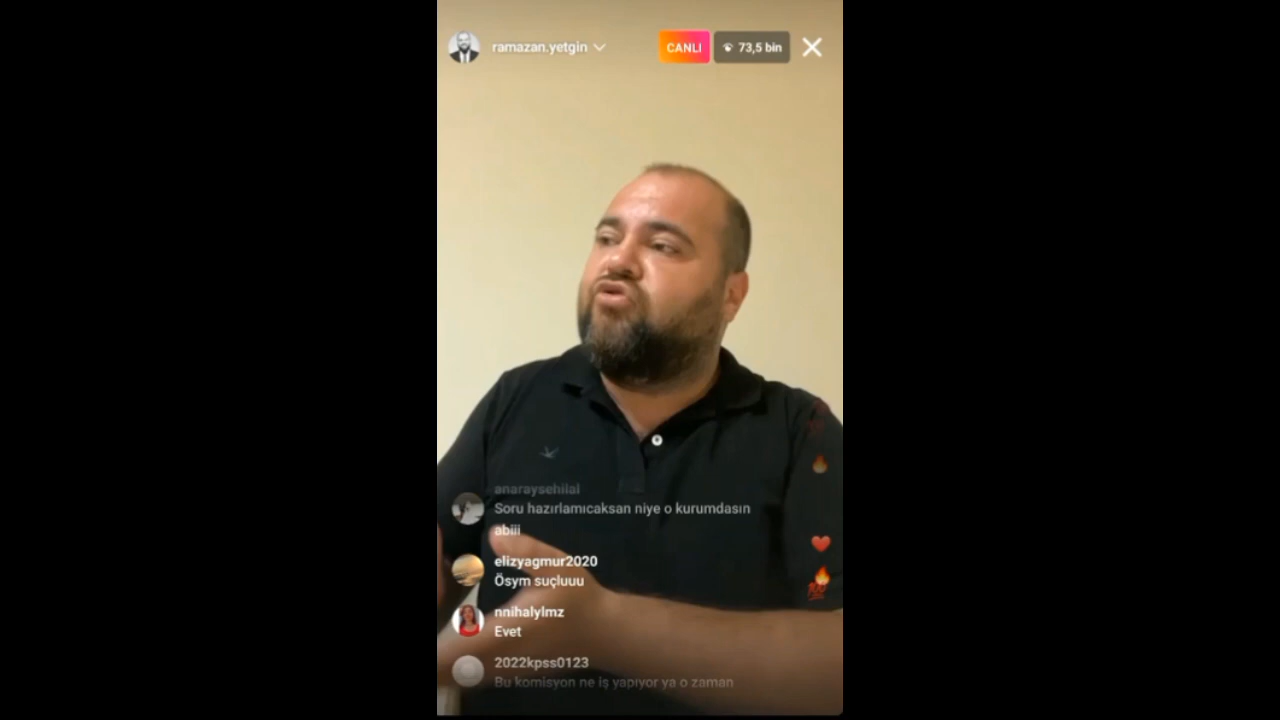 ramazan.yetgin
CANLI
73,5 bin
anaraysehilal
Soru hazırlamıcaksan niye o kurumdasın
abiii
elizyagmur2020
Ösym suçluuu
nnihalylmz
Evet
2022kpss0123
Bu komisyon ne iş yapıyor ya o zaman